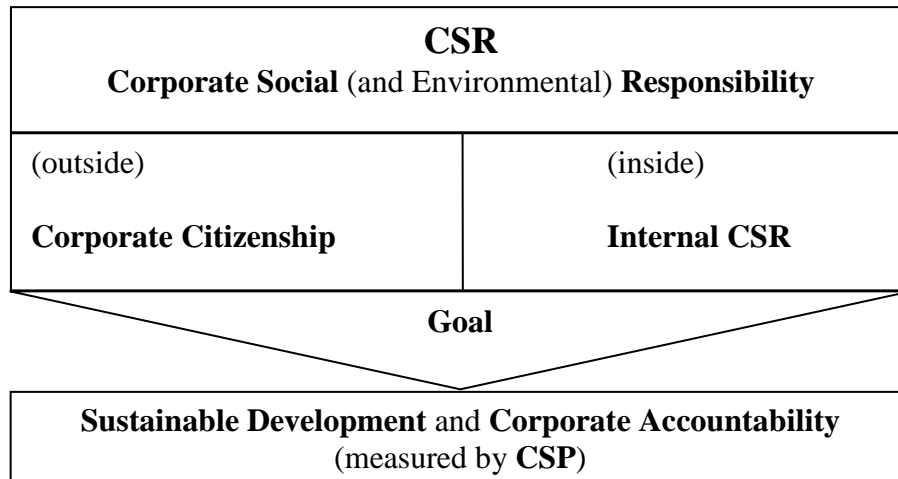 CSR
Corporate Social (and Environmental) Responsibility
(outside)
Corporate Citizenship
(inside)
Internal CSR
Goal
Sustainable Development and Corporate Accountability
(measured by CSP)